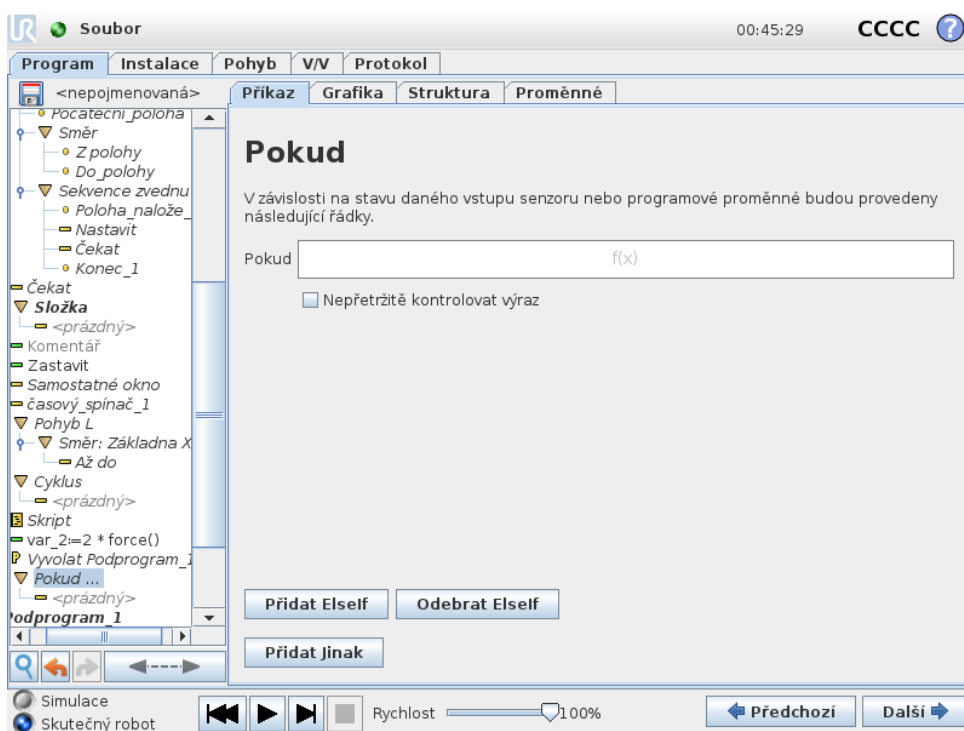 UR Soubor 00:45:29 CCCC ?
Program Instalace Pohyb V/V Protokol
<nepojmenovaná> Příkaz Grafika Struktura Proměnné
Počáteční_poloha
Směr
Z polohy
Do_polohy
Sekvence zvednu
Poloha_nalože_
Nastavit
Čekat
Konec_1
Čekat
Složka
<prázdný>
Komentář
Zastavit
Samostatné okno
časový_spínač_1
Pohyb L
Směr: Základna X
Až do
Cyklus
<prázdný>
Skript
var_2:=2 * force()
Vyvolat Podprogram_1
Pokud ...
<prázdný>
Podprogram_1
Pokud
V závislosti na stavu daného vstupu senzoru nebo programové proměnné budou provedeny
následující řádky.
Pokud f(x)
Nepřetržitě kontrolovat výraz
Přidat ElseIf Odebrat ElseIf
Přidat Jinak
Simulace
Skutečný robot
Rychlost 100% Předchozí Další